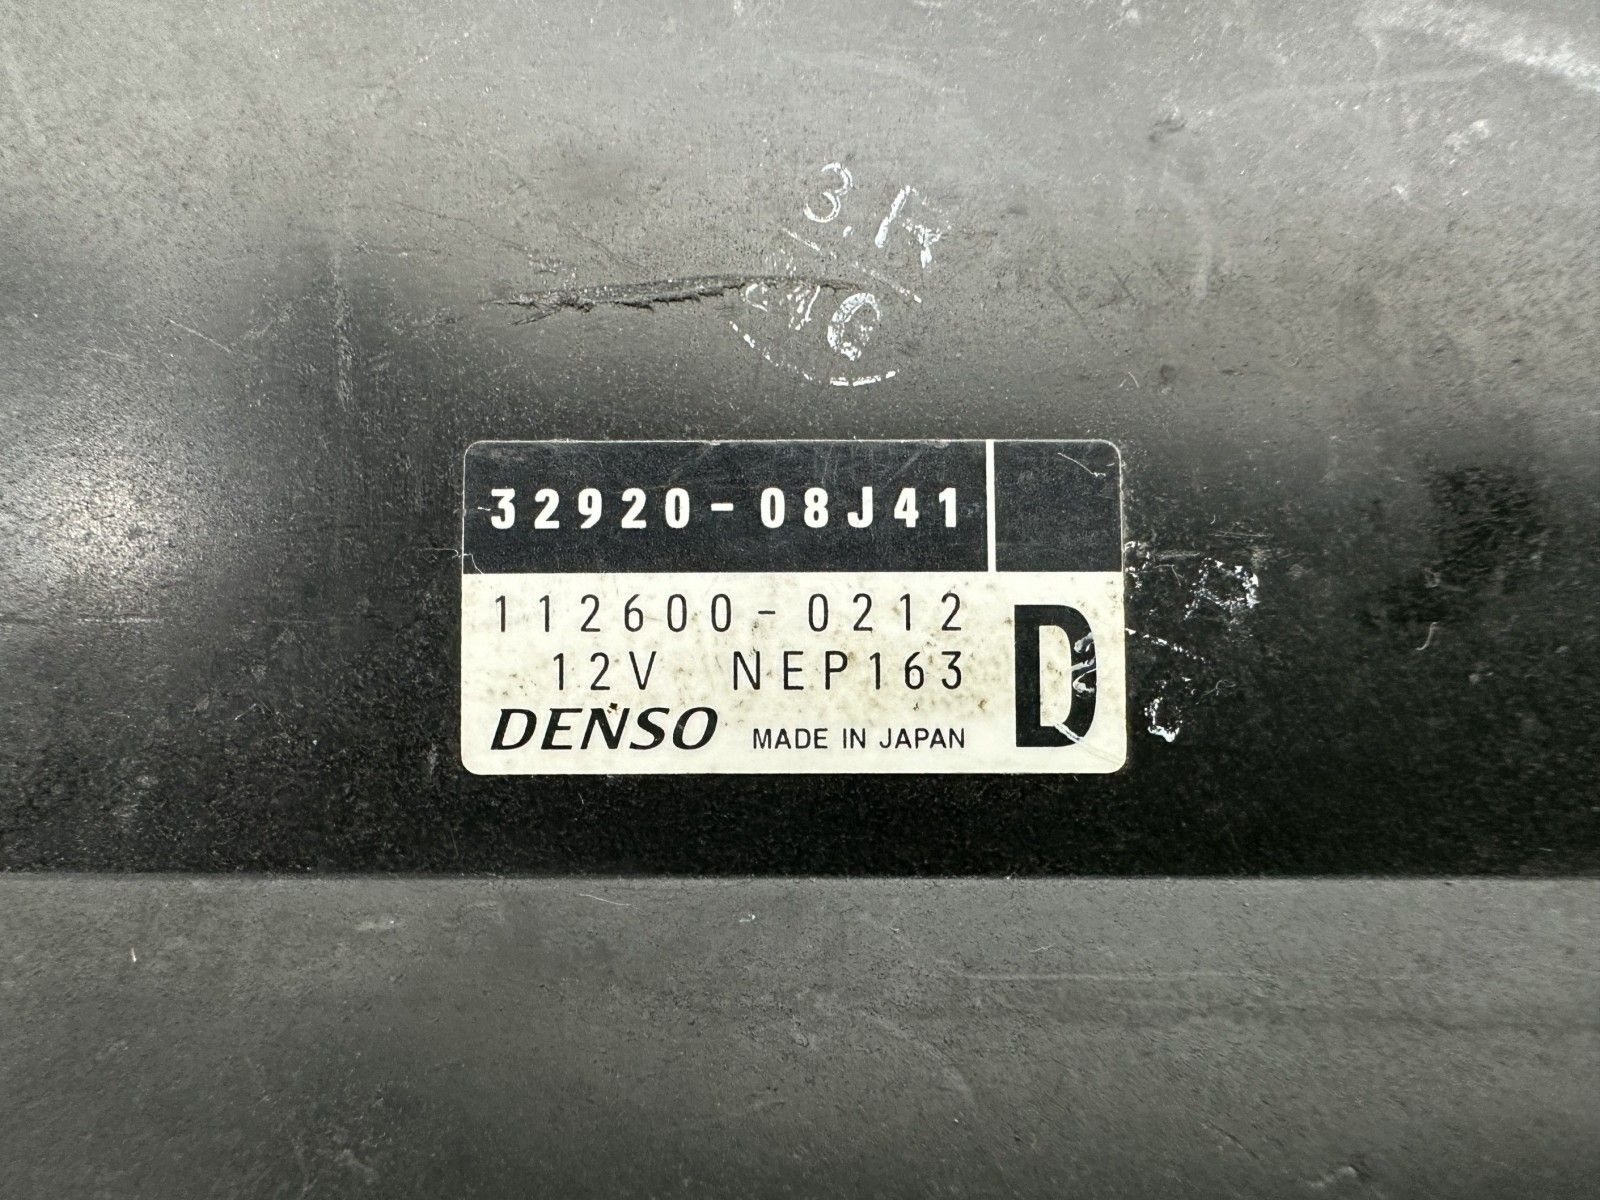 32920-08J41
112600-0212
12V NEP163
D
DENSO MADE IN JAPAN